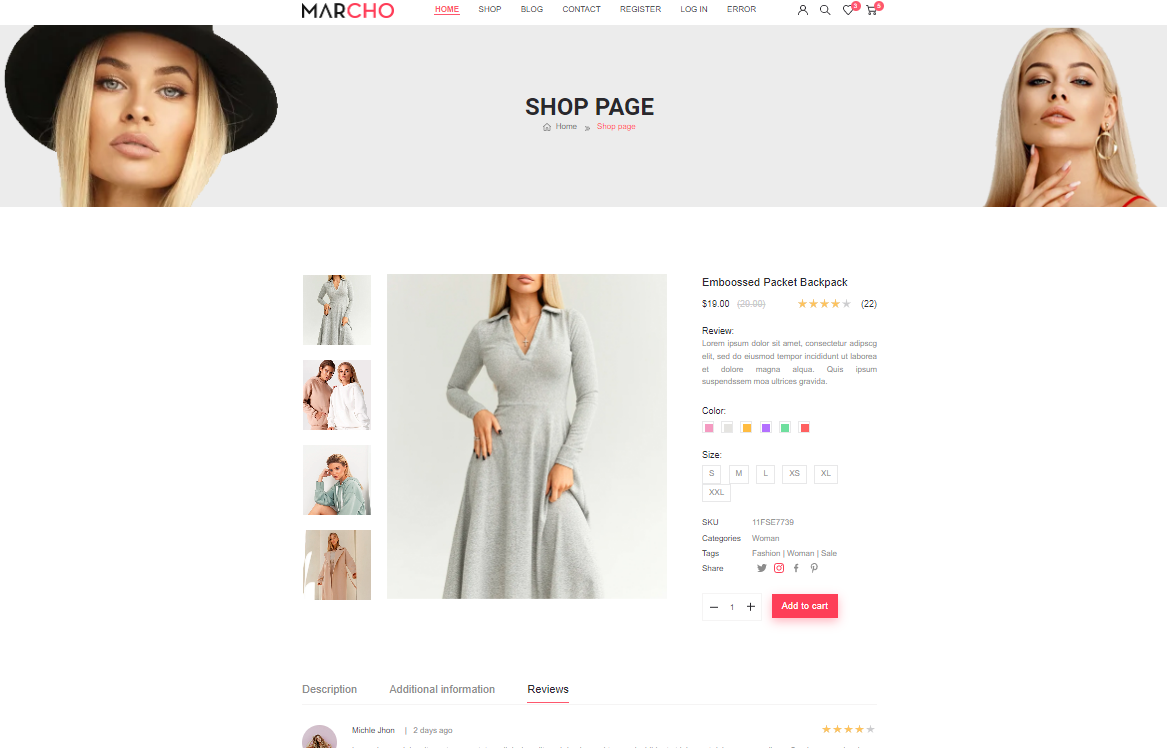 MARCHO
HOME SHOP BLOG CONTACT REGISTER LOG IN ERROR
3 5
SHOP PAGE
Home » Shop page
Emboossed Packet Backpack
$19.00 (20.00) (22)
Review:
Lorem ipsum dolor sit amet, consectetur adipscg
elit, sed do eiusmod tempor incididunt ut laborea
et dolore magna alqua. Quis ipsum
suspendssem moa ultrices gravida.
Color:
Size:
S M L XS XL
XXL
SKU 11FSE7739
Categories Woman
Tags Fashion | Woman | Sale
Share
− 1 + Add to cart
Description Additional information Reviews
Michle Jhon | 2 days ago